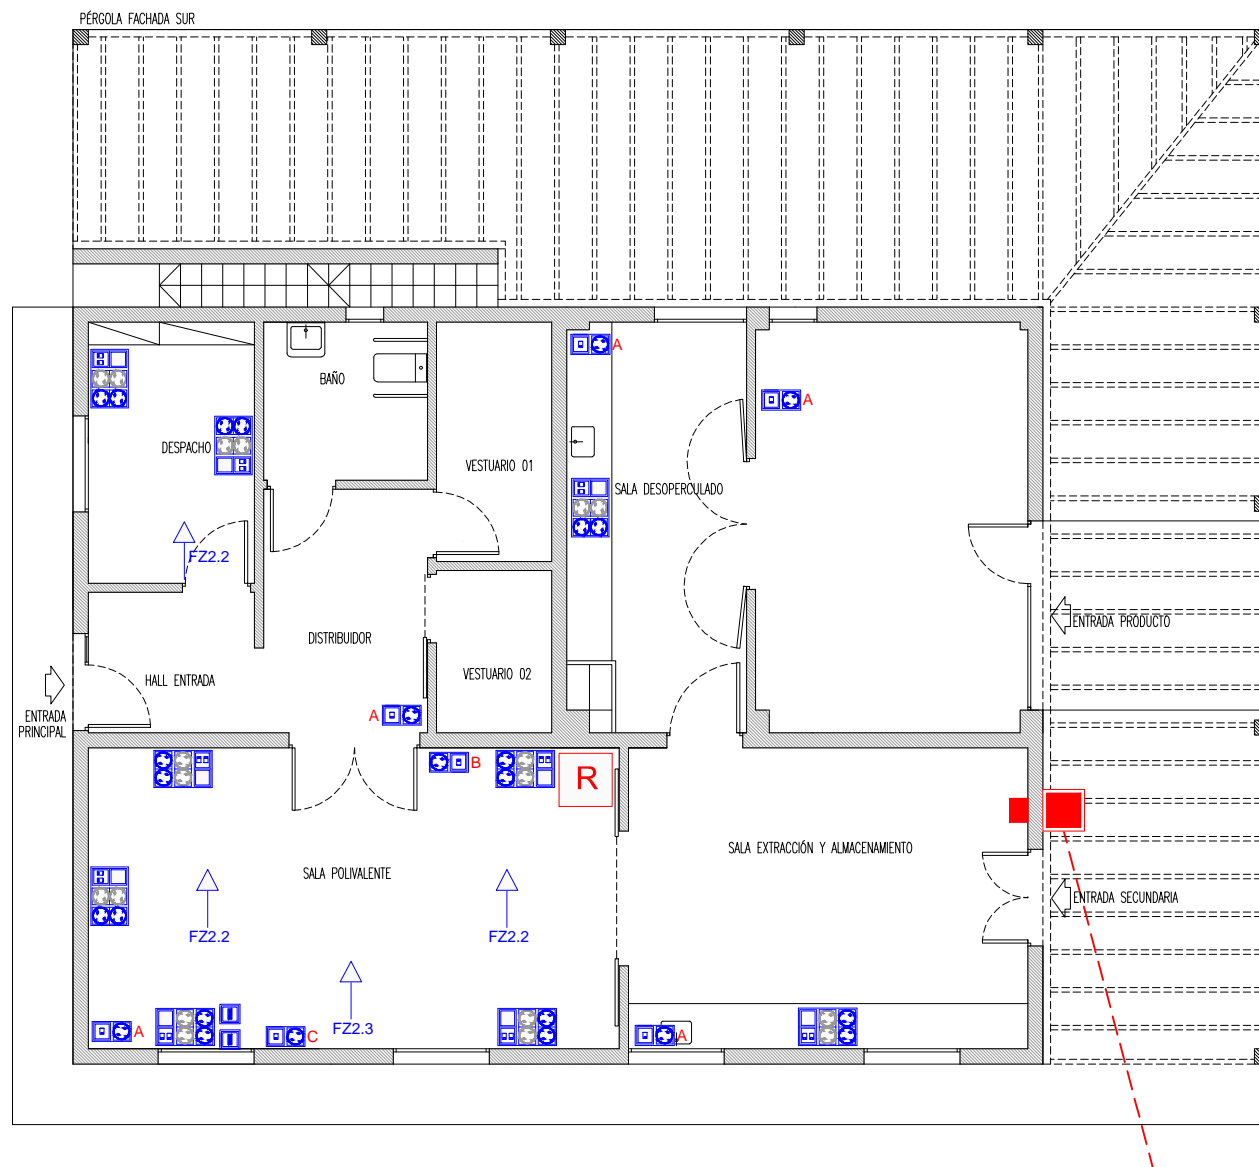 PÉRGOLA FACHADA SUR
A
BAÑO
A
DESPACHO
VESTUARIO 01
SALA DESOPERCULADO
FZ2.2
ENTRADA PRODUCTO
DISTRIBUIDOR
HALL ENTRADA
VESTUARIO 02
ENTRADA
PRINCIPAL
A
B
R
SALA EXTRACCIÓN Y ALMACENAMIENTO
SALA POLIVALENTE
ENTRADA SECUNDARIA
FZ2.2
FZ2.2
FZ2.3
A
C
A